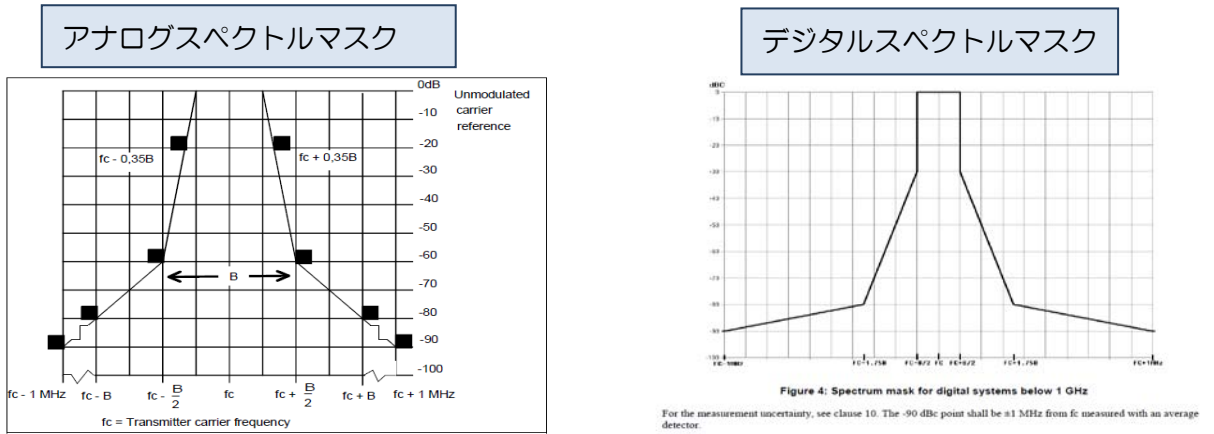 アナログスペクトルマスク
0dB
Unmodulated
carrier
reference
-10
-20
fc - 0,35B
fc + 0,35B
-30
-40
-50
-60
B
-70
-80
-90
-100
fc - 1 MHz fc - B fc - B/2 fc fc + B/2 fc + B fc + 1 MHz
fc = Transmitter carrier frequency
デジタルスペクトルマスク
Figure 4: Spectrum mask for digital systems below 1 GHz
For the measurement uncertainty, see clause 10. The -90 dBc point shall be ±1 MHz from fc measured with an average
detector.